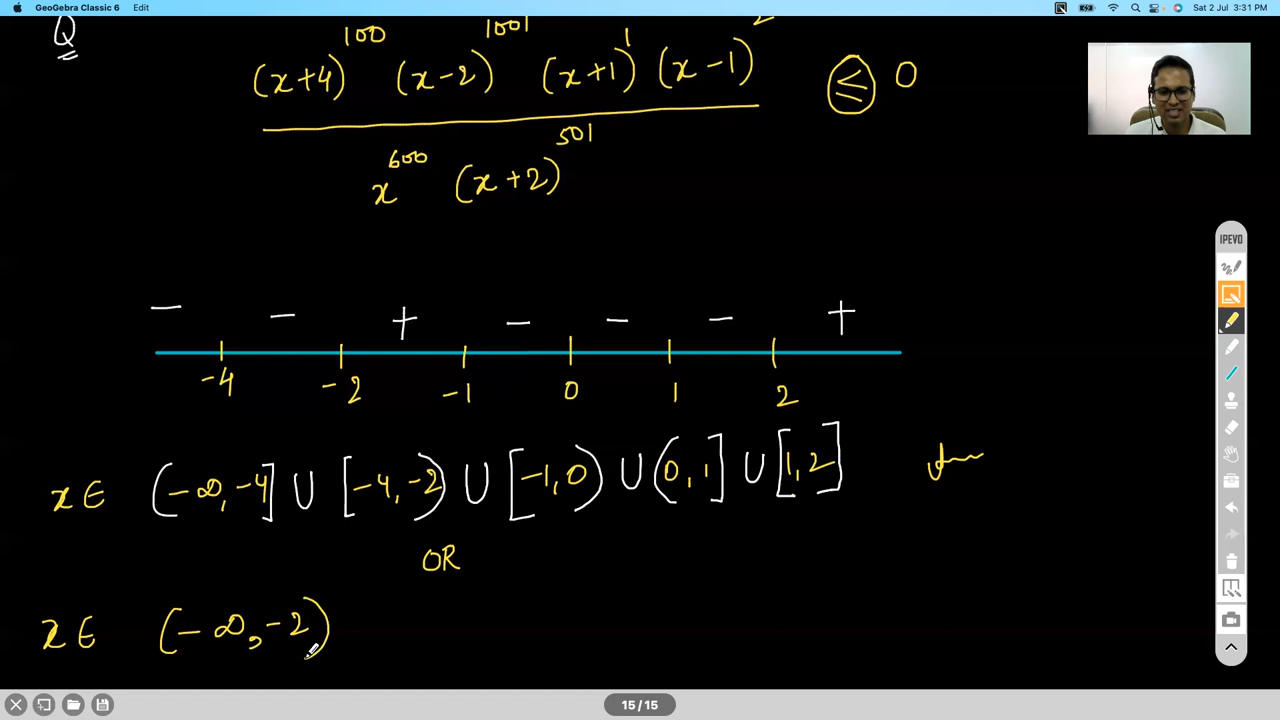 GeoGebra Classic 6 Edit Sat 2 Jul 3:31 PM
Q (x+4)^100 (x-2)^1001 (x+1)^1 (x-1)^2 ≤ 0
x^600 (x+2)^501
IPEVO
- - + - - - +
-4 -2 -1 0 1 2
x ∈ (-∞, -4] ∪ [-4, -2) ∪ [-1, 0) ∪ (0, 1] ∪ [1, 2]
OR
x ∈ (-∞, -2)
15/15